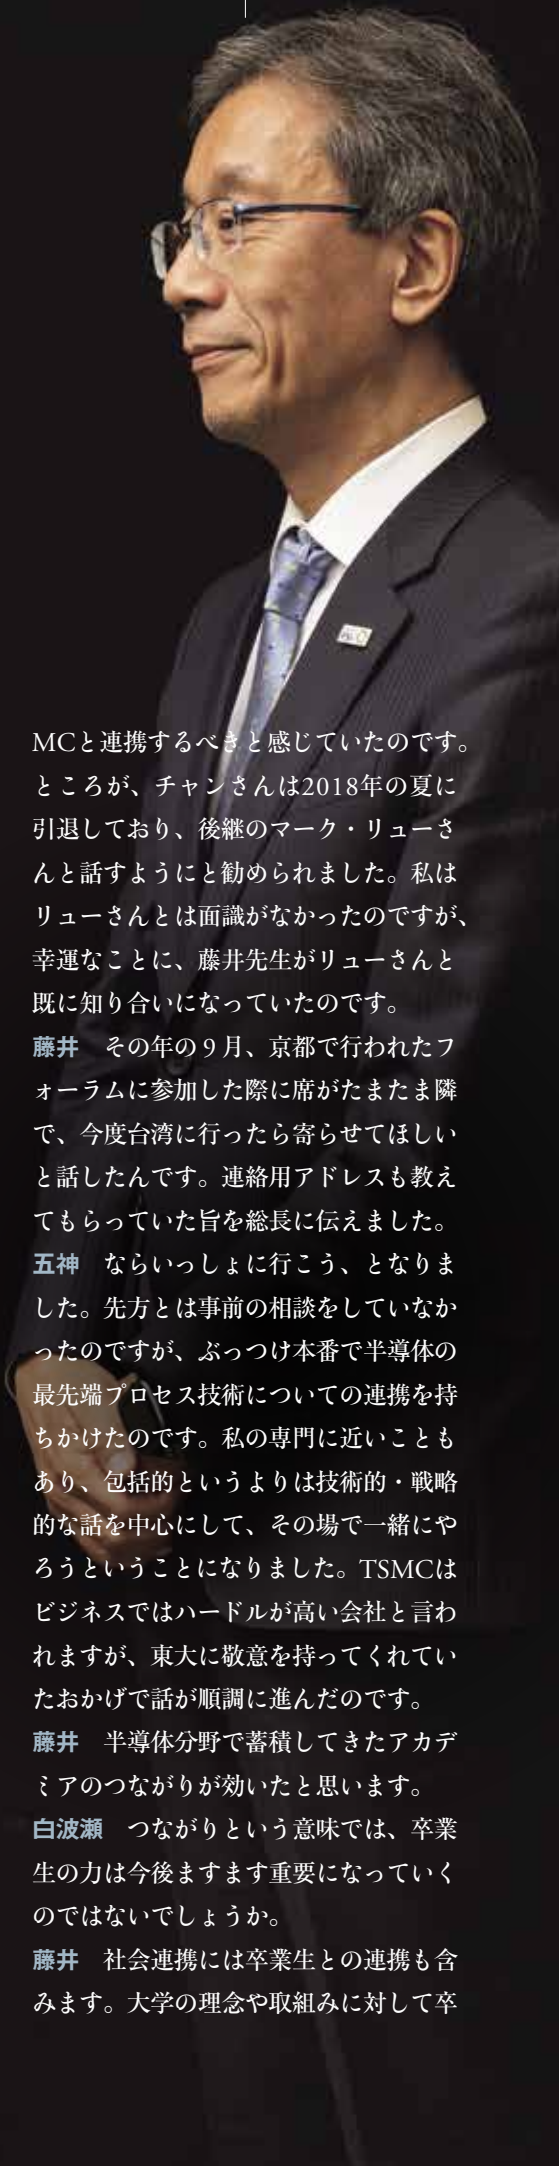 MCと連携するべきと感じていたのです。
ところが、チャンさんは2018年の夏に
引退しており、後継のマーク・リューさ
んと話すようにと勧められました。私は
リューさんとは面識がなかったのですが、
幸運なことに、藤井先生がリューさんと
既に知り合いになっていたのです。
藤井　その年の９月、京都で行われたフ
ォーラムに参加した際に席がたまたま隣
で、今度台湾に行ったら寄らせてほしい
と話したんです。連絡用アドレスも教え
てもらっていた旨を総長に伝えました。
五神　ならいっしょに行こう、となりま
した。先方とは事前の相談をしていなか
ったのですが、ぶっつけ本番で半導体の
最先端プロセス技術についての連携を持
ちかけたのです。私の専門に近いことも
あり、包括的というよりは技術的・戦略
的な話を中心にして、その場で一緒にや
ろうということになりました。TSMCは
ビジネスではハードルが高い会社と言わ
れますが、東大に敬意を持ってくれてい
たおかげで話が順調に進んだのです。
藤井　半導体分野で蓄積してきたアカデ
ミアのつながりが効いたと思います。
白波瀬　つながりという意味では、卒業
生の力は今後ますます重要になっていく
のではないでしょうか。
藤井　社会連携には卒業生との連携も含
みます。大学の理念や取組みに対して卒